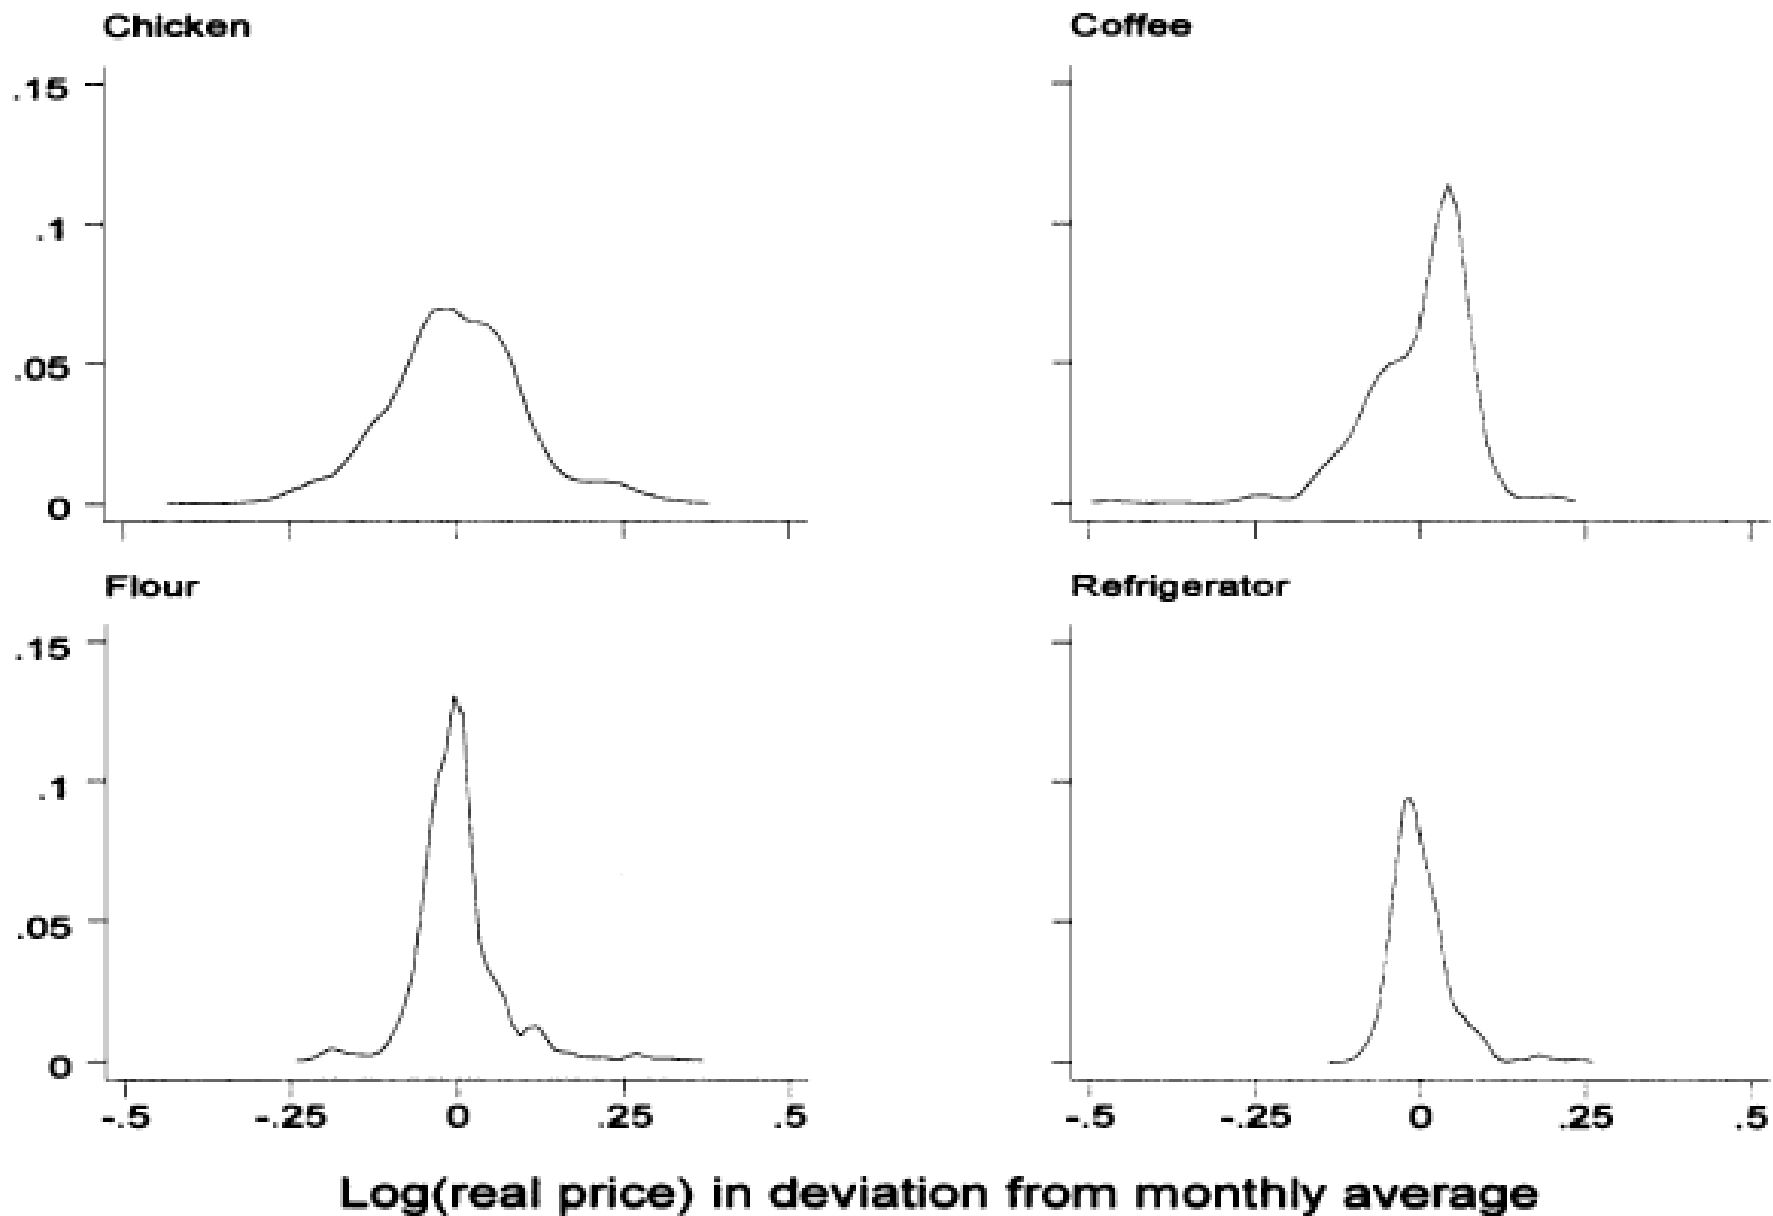 Chicken
Coffee
.15
.1
.05
0
Flour
Refrigerator
.15
.1
.05
0
-.5 -.25 0 .25 .5 -.5 -.25 0 .25 .5
Log(real price) in deviation from monthly average